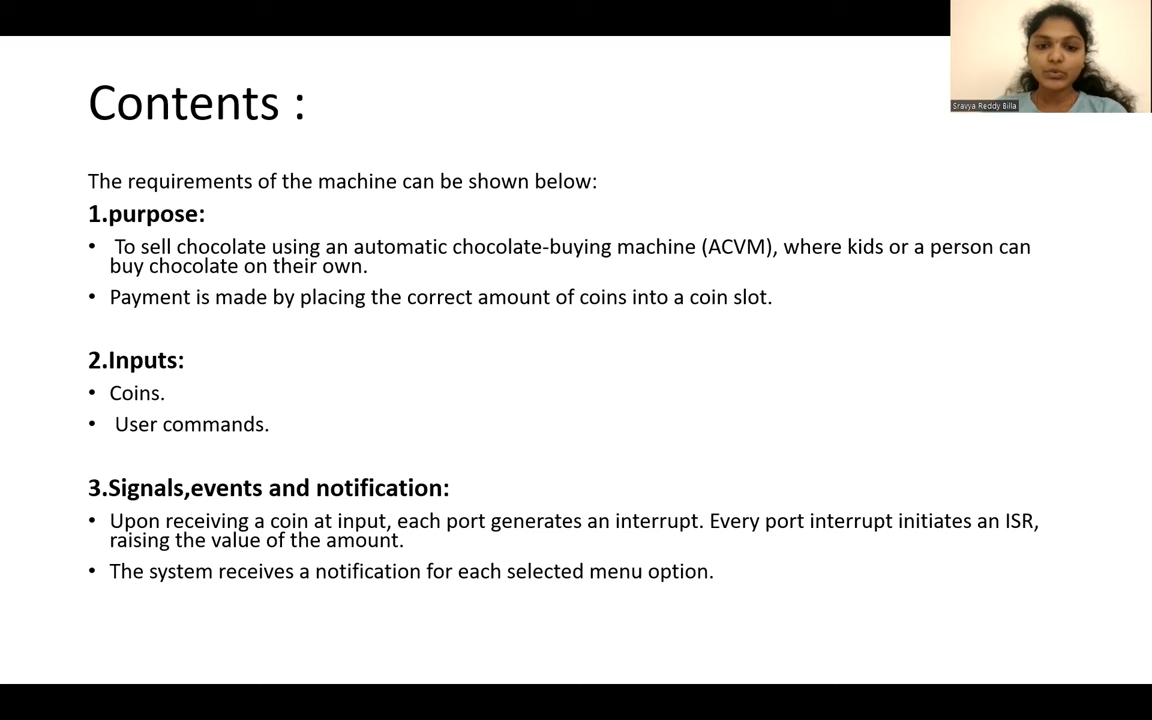 Contents :
Sravya Reddy Billa
The requirements of the machine can be shown below:
1.purpose:
• To sell chocolate using an automatic chocolate-buying machine (ACVM), where kids or a person can
buy chocolate on their own.
• Payment is made by placing the correct amount of coins into a coin slot.
2.Inputs:
• Coins.
• User commands.
3.Signals,events and notification:
• Upon receiving a coin at input, each port generates an interrupt. Every port interrupt initiates an ISR,
raising the value of the amount.
• The system receives a notification for each selected menu option.